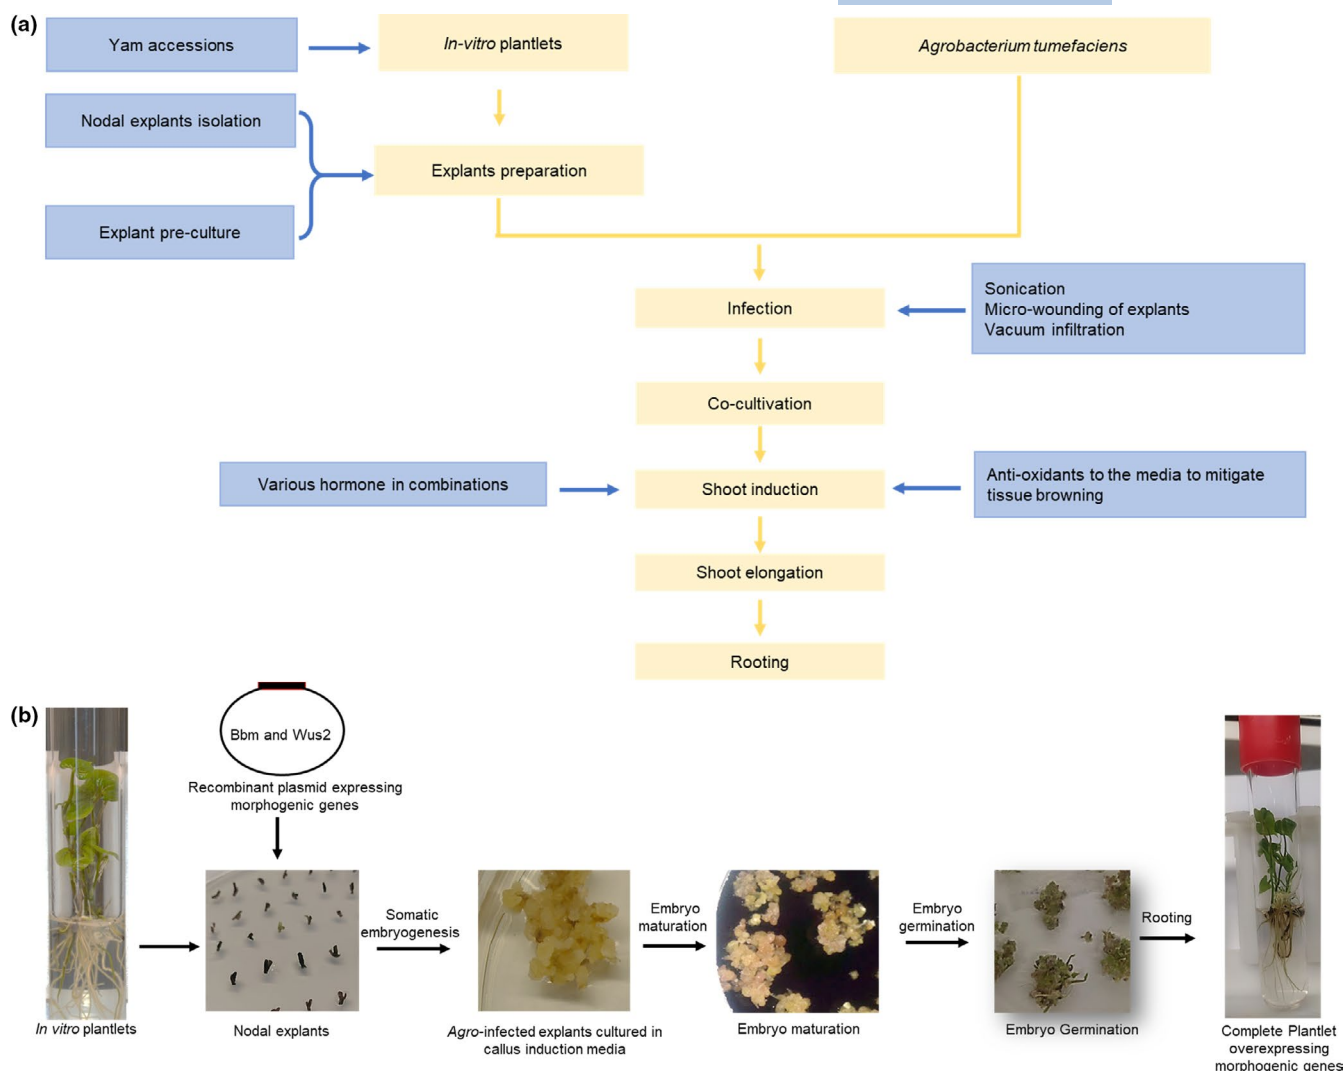 (a)
Yam accessions
In-vitro plantlets
Agrobacterium tumefaciens
Nodal explants isolation
Explants preparation
Explant pre-culture
Infection
Sonication
Micro-wounding of explants
Vacuum infiltration
Co-cultivation
Various hormone in combinations
Shoot induction
Anti-oxidants to the media to mitigate
tissue browning
Shoot elongation
Rooting
(b)
Bbm and Wus2
Recombinant plasmid expressing
morphogenic genes
Somatic
embryogenesis
Embryo
maturation
Embryo
germination
Rooting
In vitro plantlets
Nodal explants
Agro-infected explants cultured in
callus induction media
Embryo maturation
Embryo Germination
Complete Plantlet
overexpressing
morphogenic genes